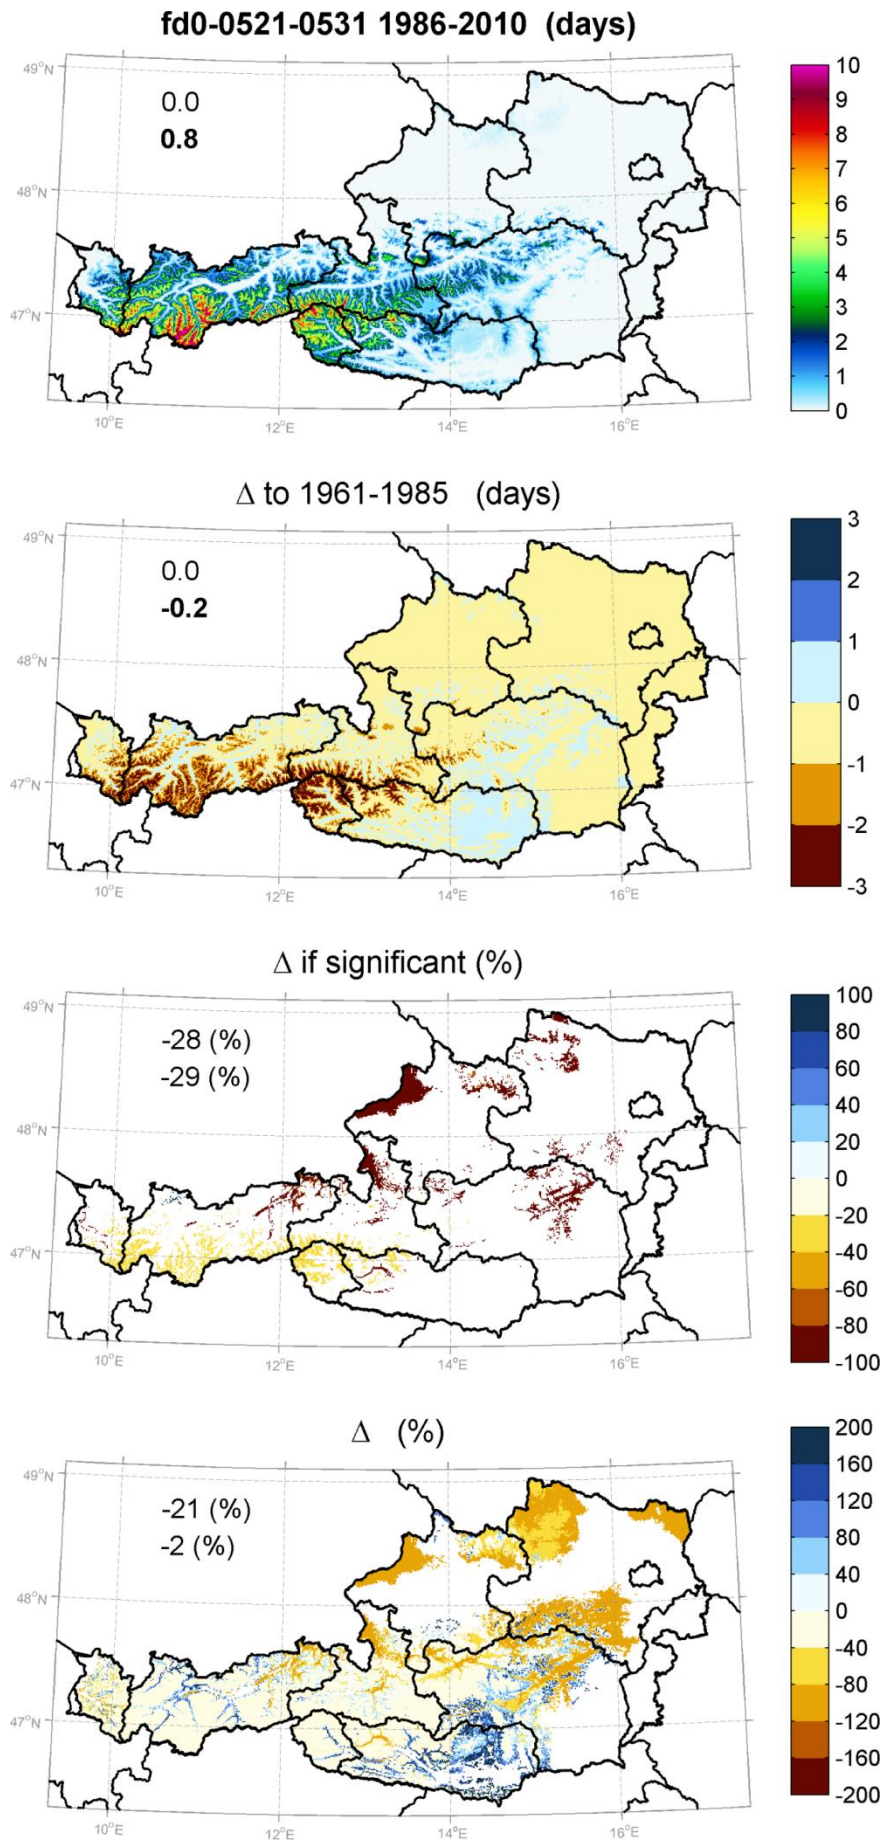 fd0-0521-0531 1986-2010 (days)
49°N
48°N
47°N
0.0
0.8
10°E
12°E
14°E
16°E
10
9
8
7
6
5
4
3
2
1
0
Δ to 1961-1985 (days)
49°N
48°N
47°N
0.0
-0.2
10°E
12°E
14°E
16°E
3
2
1
0
-1
-2
-3
Δ if significant (%)
49°N
48°N
47°N
-28 (%)
-29 (%)
10°E
12°E
14°E
16°E
100
80
60
40
20
0
-20
-40
-60
-80
-100
Δ (%)
49°N
48°N
47°N
-21 (%)
-2 (%)
10°E
12°E
14°E
16°E
200
160
120
80
40
0
-40
-80
-120
-160
-200